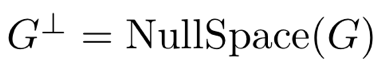 G^⊥ = NullSpace(G)